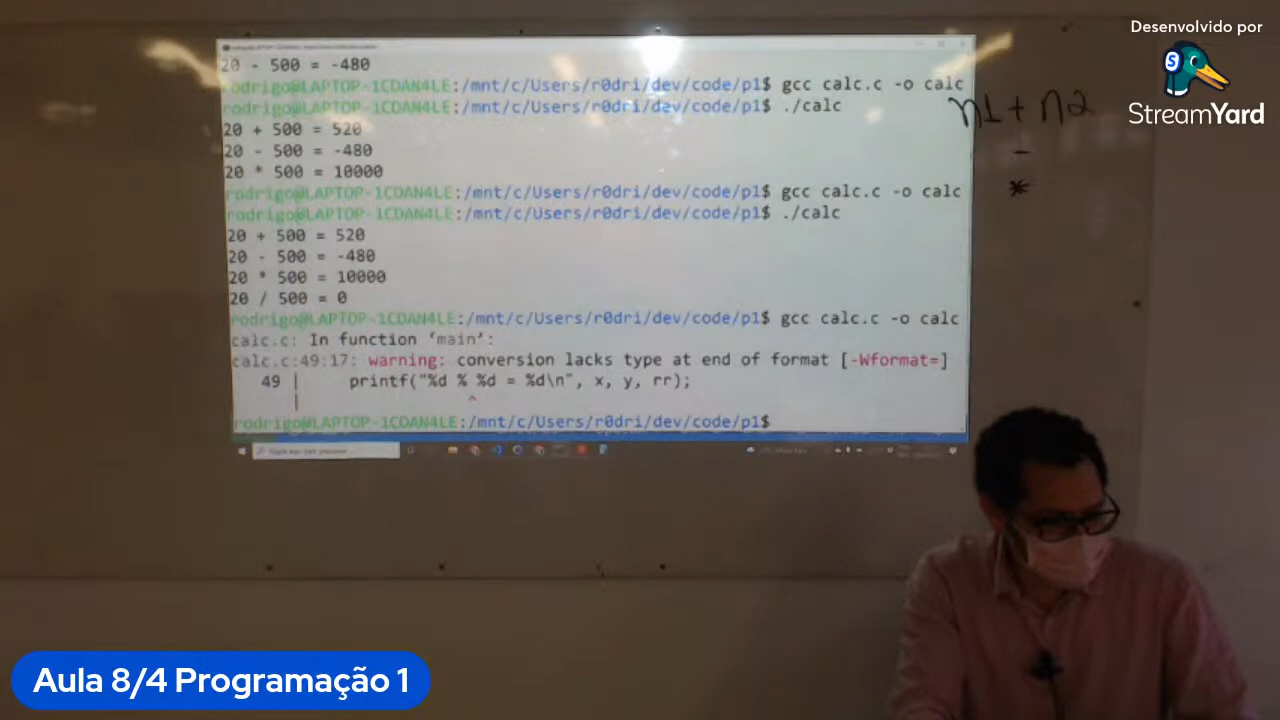 20 - 500 = -480
rodrigo@LAPTOP-1CDAN4LE:/mnt/c/Users/r0dri/dev/code/p1$ gcc calc.c -o calc
rodrigo@LAPTOP-1CDAN4LE:/mnt/c/Users/r0dri/dev/code/p1$ ./calc
20 + 500 = 520
20 - 500 = -480
20 * 500 = 10000
rodrigo@LAPTOP-1CDAN4LE:/mnt/c/Users/r0dri/dev/code/p1$ gcc calc.c -o calc
rodrigo@LAPTOP-1CDAN4LE:/mnt/c/Users/r0dri/dev/code/p1$ ./calc
20 + 500 = 520
20 - 500 = -480
20 * 500 = 10000
20 / 500 = 0
rodrigo@LAPTOP-1CDAN4LE:/mnt/c/Users/r0dri/dev/code/p1$ gcc calc.c -o calc
calc.c: In function ‘main’:
calc.c:49:17: warning: conversion lacks type at end of format [-Wformat=]
49 | printf("%d % %d = %d\n", x, y, rr);
| ^
rodrigo@LAPTOP-1CDAN4LE:/mnt/c/Users/r0dri/dev/code/p1$
n1 + n2
-
*
Desenvolvido por
StreamYard
Aula 8/4 Programação 1